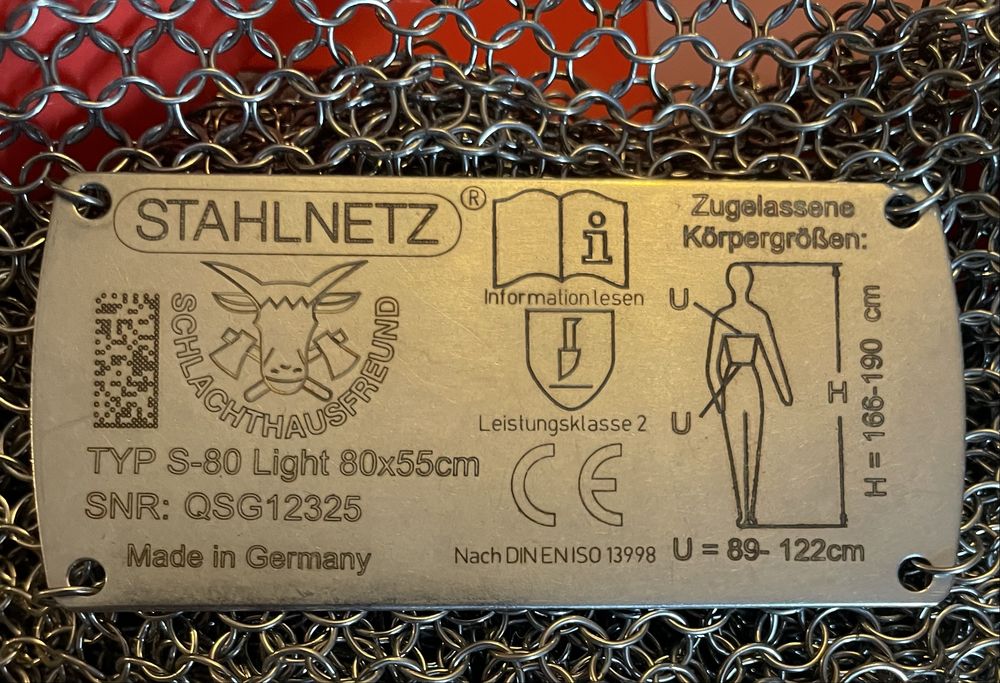 STAHLNETZ®
SCHLACHTHAUSFREUND
TYP S-80 Light 80x55cm
SNR: QSG12325
Made in Germany
i
Information lesen
Leistungsklasse 2
CE
Nach DIN EN ISO 13998
Zugelassene
Körpergrößen:
U
U
H
H = 166-190 cm
U = 89- 122cm